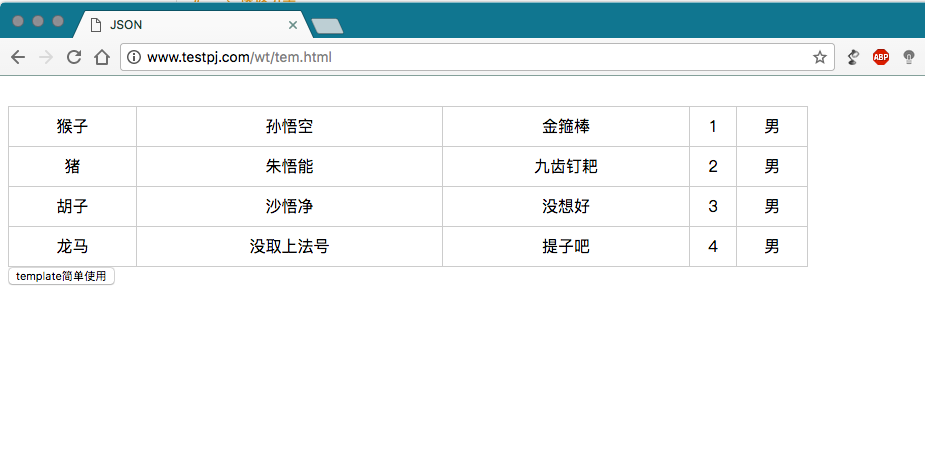 JSON
www.testpj.com/wt/tem.html
ABP
猴子 孙悟空 金箍棒 1 男
猪 朱悟能 九齿钉耙 2 男
胡子 沙悟净 没想好 3 男
龙马 没取上法号 提子吧 4 男
template简单使用